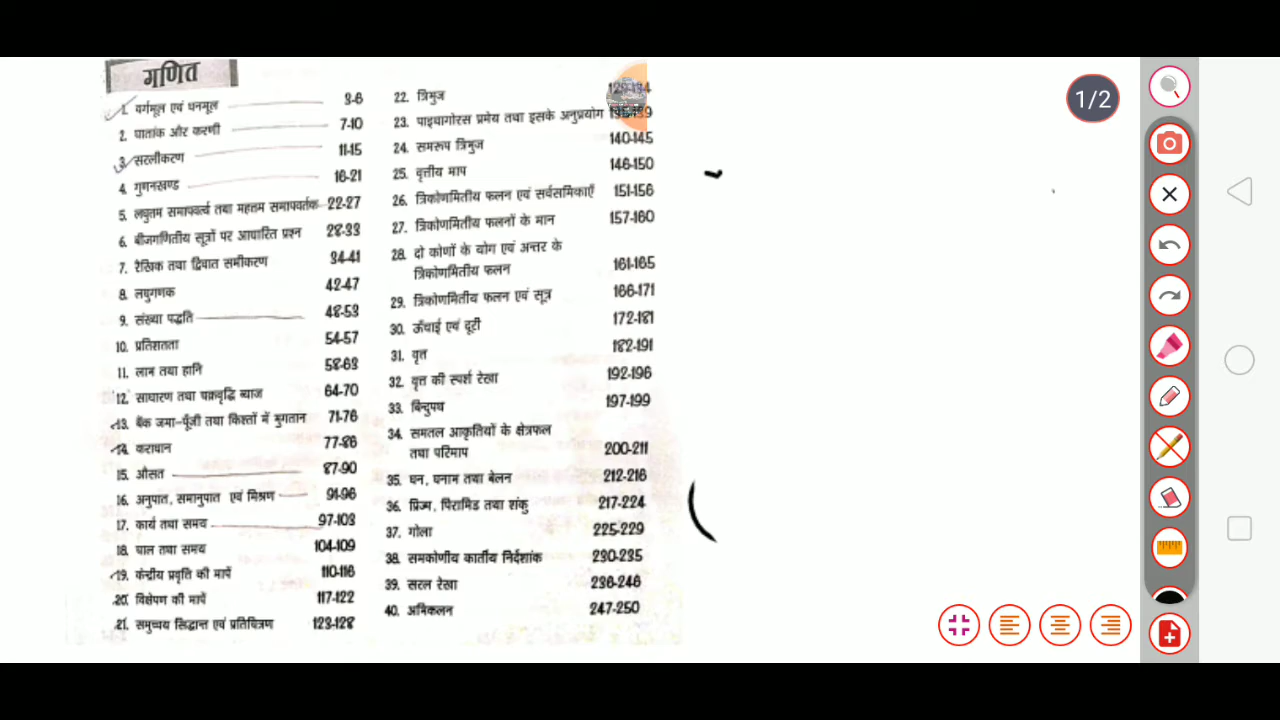 गणित
1. वर्गमूल एवं घनमूल 3-6
2. घातांक और करणी 7-10
3. सरलीकरण 11-15
4. गुणनखण्ड 16-21
5. लघुतम समापवर्त्य तथा महत्तम समापवर्तक 22-27
6. बीजगणितीय सूत्रों पर आधारित प्रश्न 28-33
7. रैखिक तथा द्विघात समीकरण 34-41
8. लघुगणक 42-47
9. संख्या पद्धति 48-53
10. प्रतिशतता 54-57
11. लाभ तथा हानि 58-63
12. साधारण तथा चक्रवृद्धि ब्याज 64-70
13. बैंक जमा-पूँजी तथा किश्तों में भुगतान 71-76
14. कराधान 77-86
15. औसत 87-90
16. अनुपात, समानुपात एवं मिश्रण 91-96
17. कार्य तथा समय 97-103
18. चाल तथा समय 104-109
19. केन्द्रीय प्रवृति की मापें 110-116
20. विक्षेपण की मापें 117-122
21. समुच्चय सिद्धान्त एवं प्रतिचित्रण 123-128
22. त्रिभुज
23. पाइथागोरस प्रमेय तथा इसके अनुप्रयोग
24. समरूप त्रिभुज 140-145
25. वृत्तीय माप 146-150
26. त्रिकोणमितीय फलन एवं सर्वसमिकाएँ 151-156
27. त्रिकोणमितीय फलनों के मान 157-160
28. दो कोणों के योग एवं अन्तर के
त्रिकोणमितीय फलन 161-165
29. त्रिकोणमितीय फलन एवं सूत्र 166-171
30. ऊँचाई एवं दूरी 172-181
31. वृत्त 182-191
32. वृत्त की स्पर्श रेखा 192-196
33. बिन्दुपथ 197-199
34. समतल आकृतियों के क्षेत्रफल
तथा परिमाप 200-211
35. घन, घनाभ तथा बेलन 212-216
36. प्रिज्म, पिरामिड तथा शंकु 217-224
37. गोला 225-229
38. समकोणीय कार्तीय निर्देशांक 230-235
39. सरल रेखा 236-246
40. अभिकलन 247-250
1/2